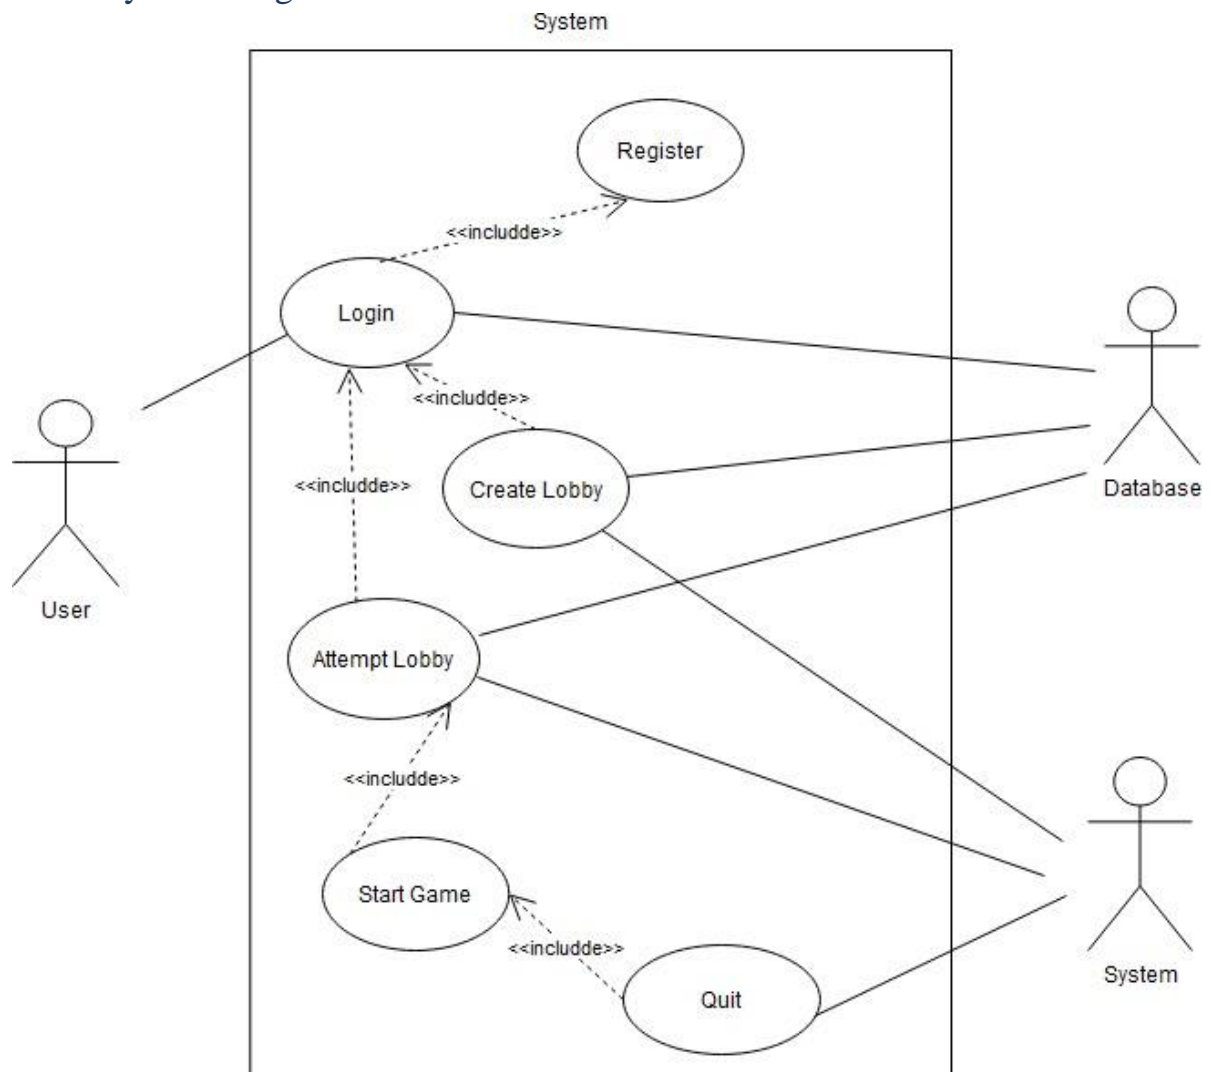 System
Register
<<includde>>
Login
<<includde>>
<<includde>>
Create Lobby
Database
User
Attempt Lobby
<<includde>>
Start Game
<<includde>>
System
Quit